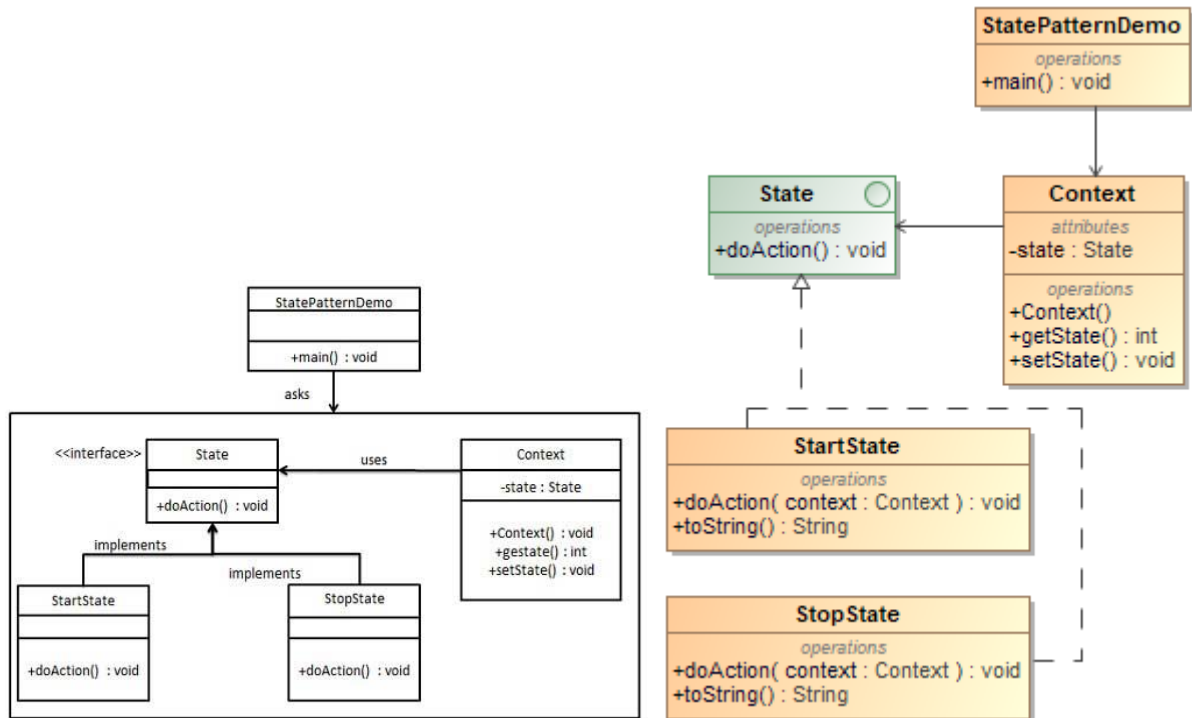 StatePatternDemo
+main() : void
asks
<<interface>>
State
+doAction() : void
uses
Context
-state : State
+Context() : void
+gestate() : int
+setState() : void
implements
implements
StartState
+doAction() : void
StopState
+doAction() : void
StatePatternDemo
operations
+main() : void
State
operations
+doAction() : void
Context
attributes
-state : State
operations
+Context()
+getState() : int
+setState() : void
StartState
operations
+doAction( context : Context ) : void
+toString() : String
StopState
operations
+doAction( context : Context ) : void
+toString() : String